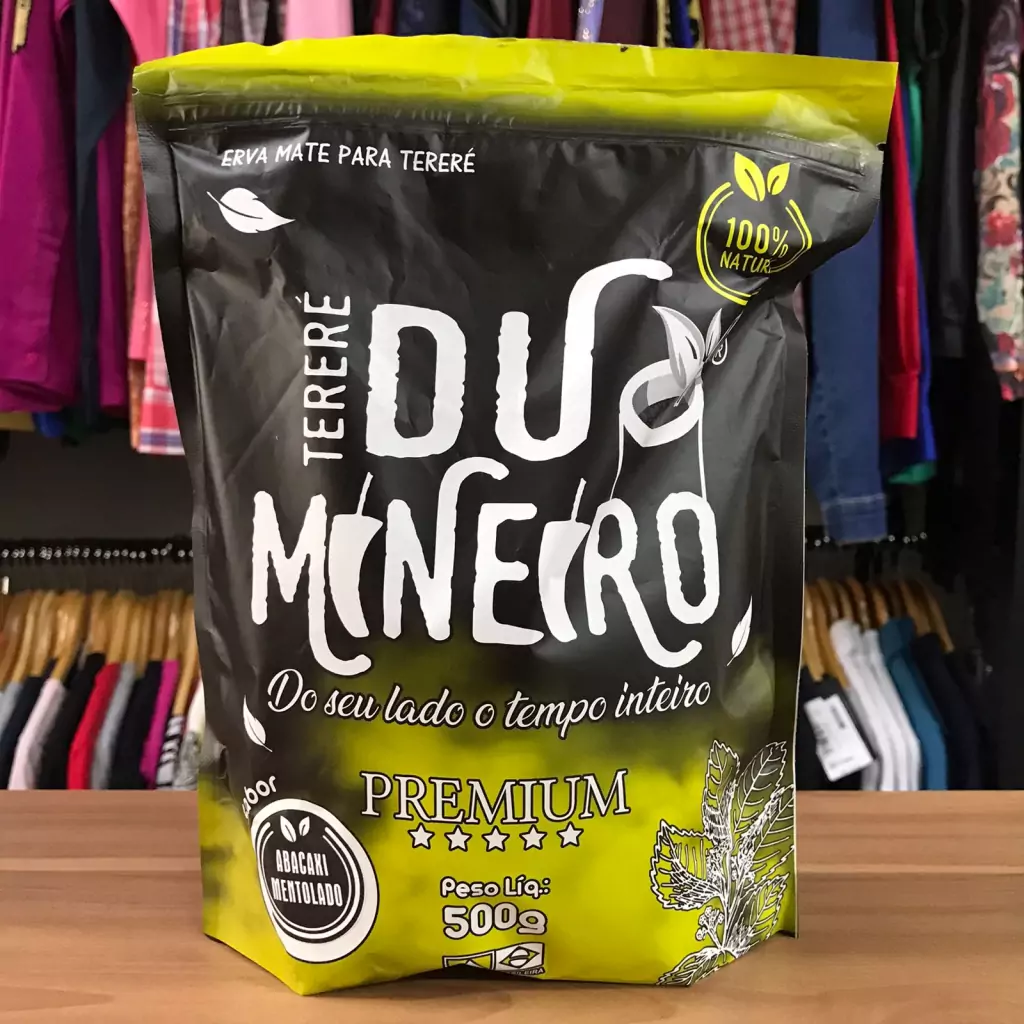 ERVA MATE PARA TERERÉ
100%
TERERÉ
DU
MINEIRO
Do seu lado o tempo inteiro
PREMIUM
ABACAXI
MENTOLADO
Peso Líq.:
500g